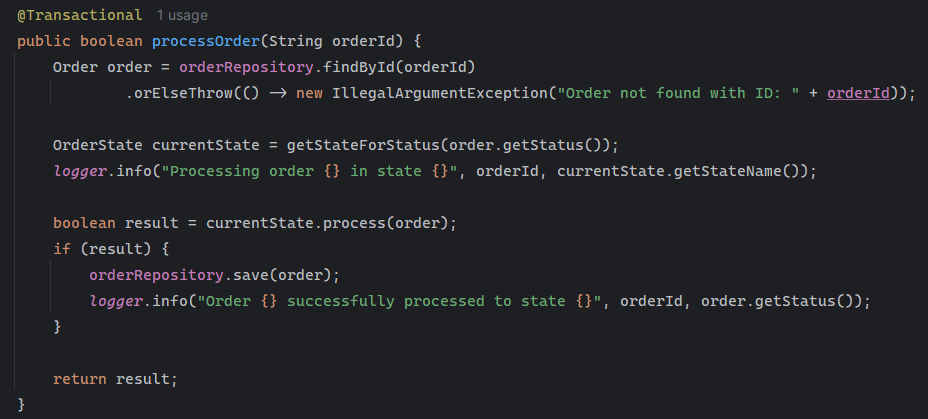 @Transactional 1 usage
public boolean processOrder(String orderId) {
    Order order = orderRepository.findById(orderId)
            .orElseThrow(() -> new IllegalArgumentException("Order not found with ID: " + orderId));

    OrderState currentState = getStateForStatus(order.getStatus());
    logger.info("Processing order {} in state {}", orderId, currentState.getStateName());

    boolean result = currentState.process(order);
    if (result) {
        orderRepository.save(order);
        logger.info("Order {} successfully processed to state {}", orderId, order.getStatus());
    }

    return result;
}